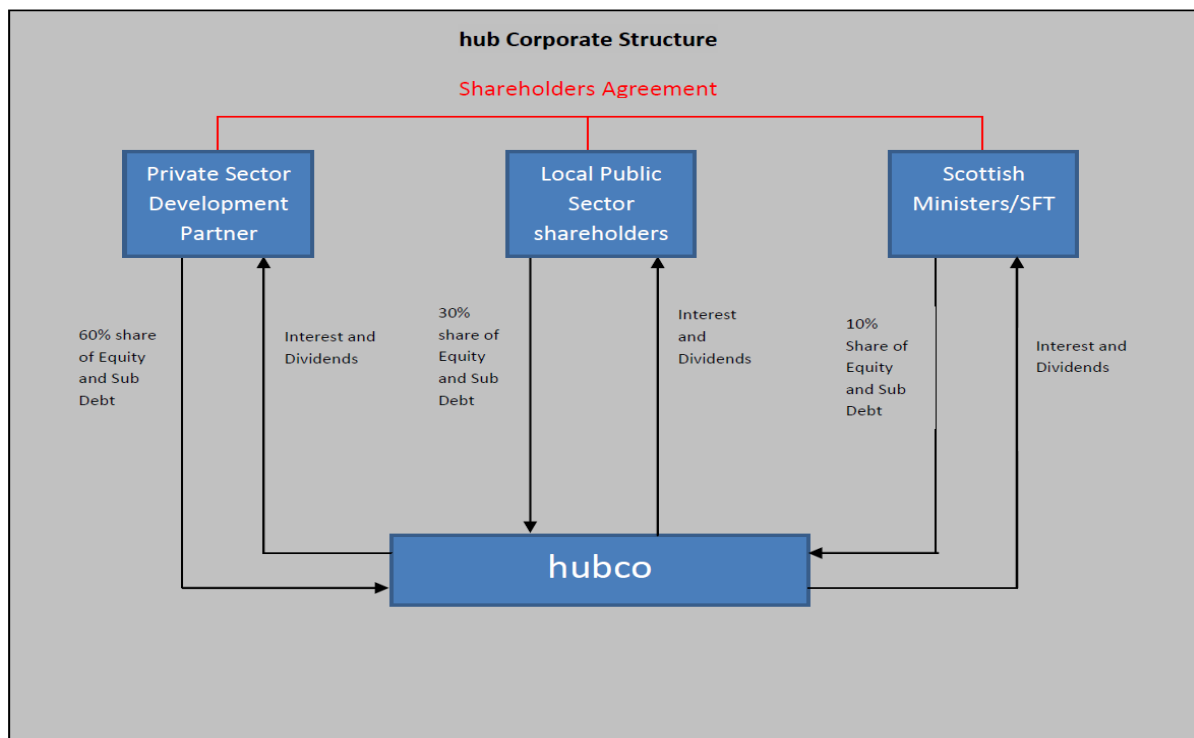 hub Corporate Structure
Shareholders Agreement
Private Sector
Development
Partner
Local Public
Sector
shareholders
Scottish
Ministers/SFT
60% share
of Equity
and Sub
Debt
Interest and
Dividends
30%
share of
Equity
and Sub
Debt
Interest
and
Dividends
10%
Share of
Equity
and Sub
Debt
Interest and
Dividends
hubco